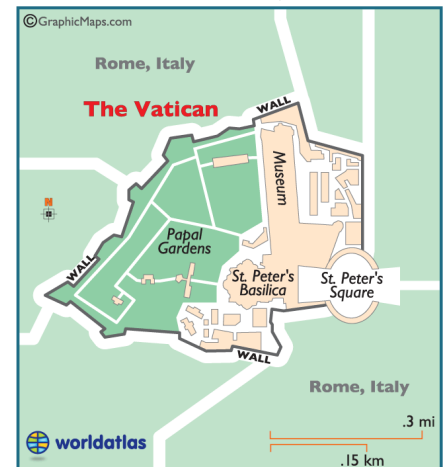 ©GraphicMaps.com
Rome, Italy
The Vatican
WALL
Museum
N
Papal
Gardens
WALL
St. Peter's
Basilica
St. Peter's
Square
WALL
Rome, Italy
.3 mi
worldatlas
.15 km